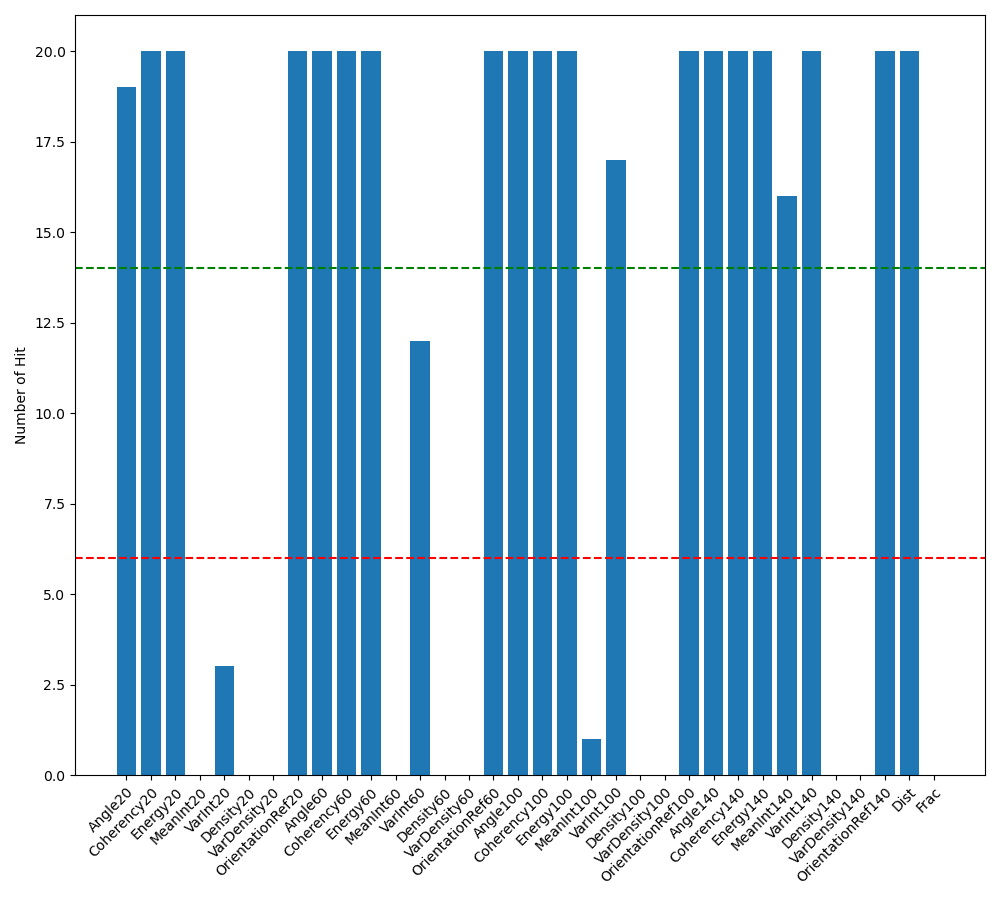 20.0
17.5
15.0
12.5
10.0
7.5
5.0
2.5
0.0
Number of Hit
Angle20
Coherency20
Energy20
MeanInt20
VarInt20
Density20
VarDensity20
OrientationRef20
Angle60
Coherency60
Energy60
MeanInt60
VarInt60
Density60
VarDensity60
OrientationRef60
Angle100
Coherency100
Energy100
MeanInt100
VarInt100
Density100
VarDensity100
OrientationRef100
Angle140
Coherency140
Energy140
MeanInt140
VarInt140
Density140
VarDensity140
OrientationRef140
Dist
Frac